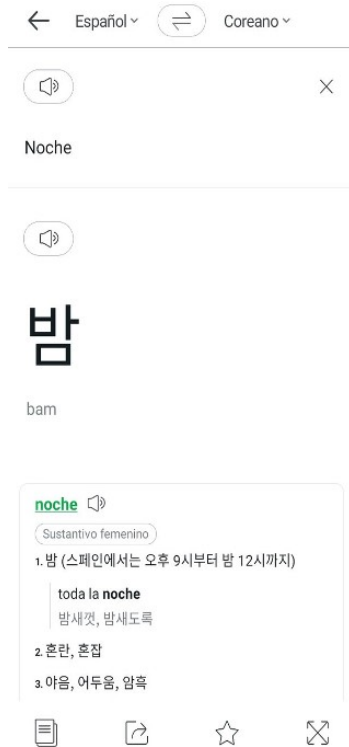 Español
Coreano
Noche
밤
bam
noche
Sustantivo femenino
1. 밤 (스페인에서는 오후 9시부터 밤 12시까지)
toda la noche
밤새껏, 밤새도록
2. 혼란, 혼잡
3. 야음, 어두움, 암흑